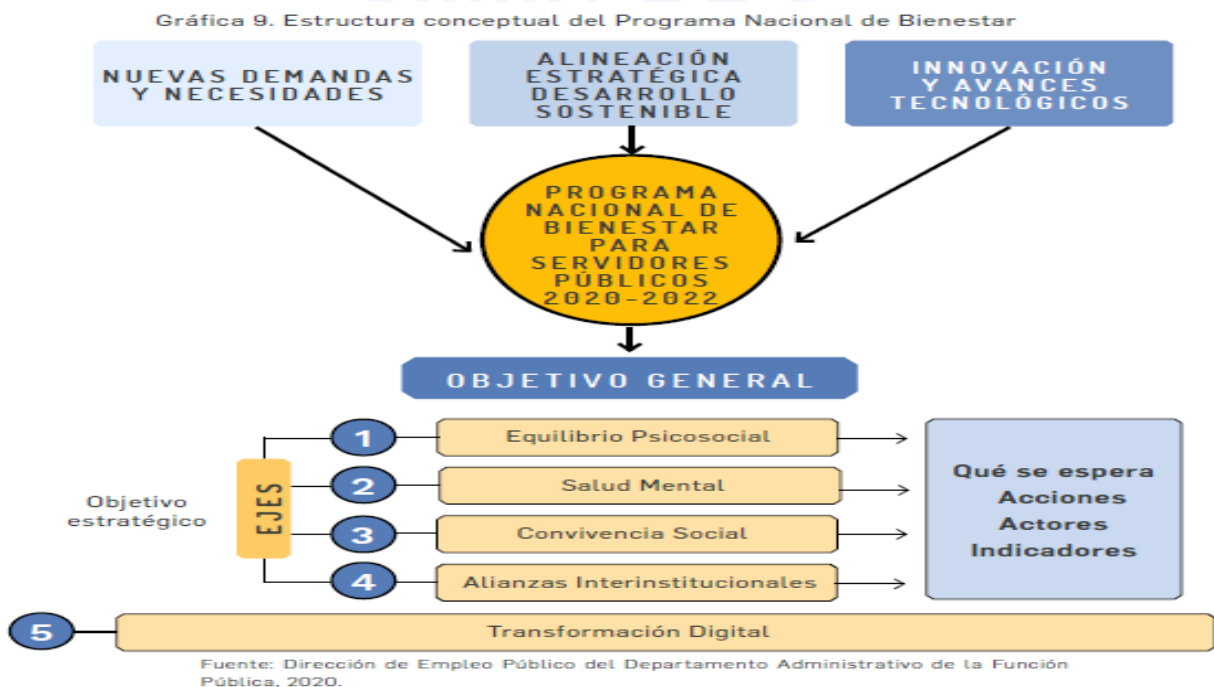 Gráfica 9. Estructura conceptual del Programa Nacional de Bienestar
NUEVAS DEMANDAS
Y NECESIDADES
ALINEACIÓN
ESTRATÉGICA
DESARROLLO
SOSTENIBLE
INNOVACIÓN
Y AVANCES
TECNOLÓGICOS
PROGRAMA
NACIONAL DE
BIENESTAR
PARA
SERVIDORES
PÚBLICOS
2020-2022
OBJETIVO GENERAL
Objetivo
estratégico
EJES
1
Equilibrio Psicosocial
2
Salud Mental
3
Convivencia Social
4
Alianzas Interinstitucionales
Qué se espera
Acciones
Actores
Indicadores
5
Transformación Digital
Fuente: Dirección de Empleo Público del Departamento Administrativo de la Función
Pública, 2020.